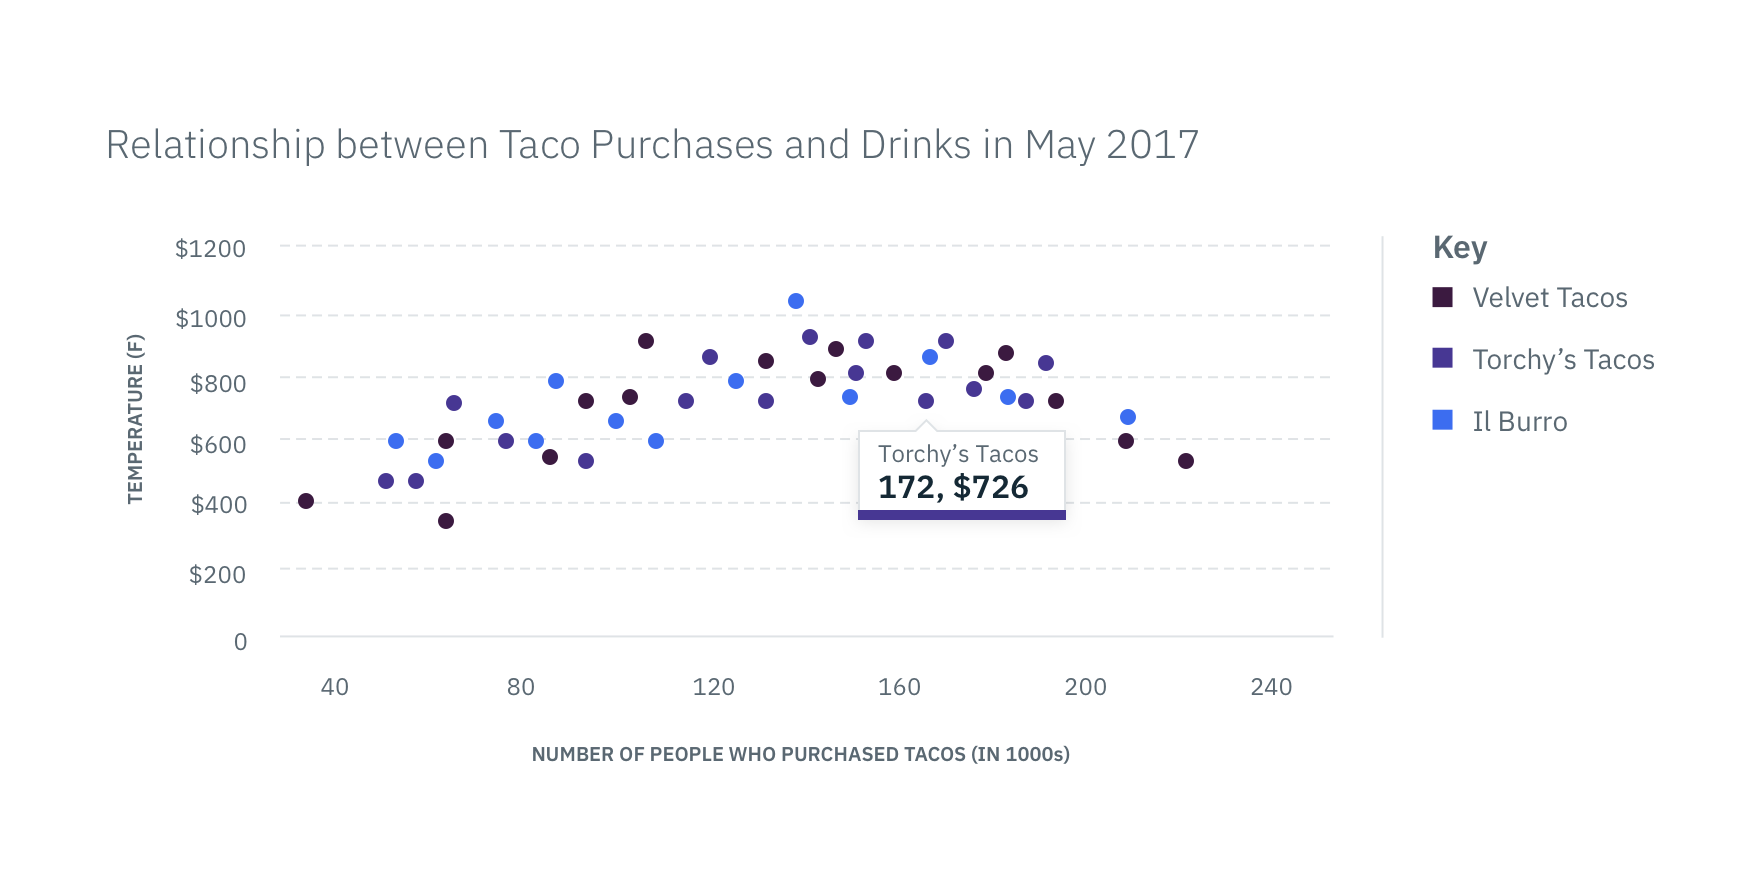 Relationship between Taco Purchases and Drinks in May 2017
TEMPERATURE (F)
$1200
$1000
$800
$600
$400
$200
0
Torchy’s Tacos
172, $726
40 80 120 160 200 240
NUMBER OF PEOPLE WHO PURCHASED TACOS (IN 1000s)
Key
Velvet Tacos
Torchy’s Tacos
Il Burro